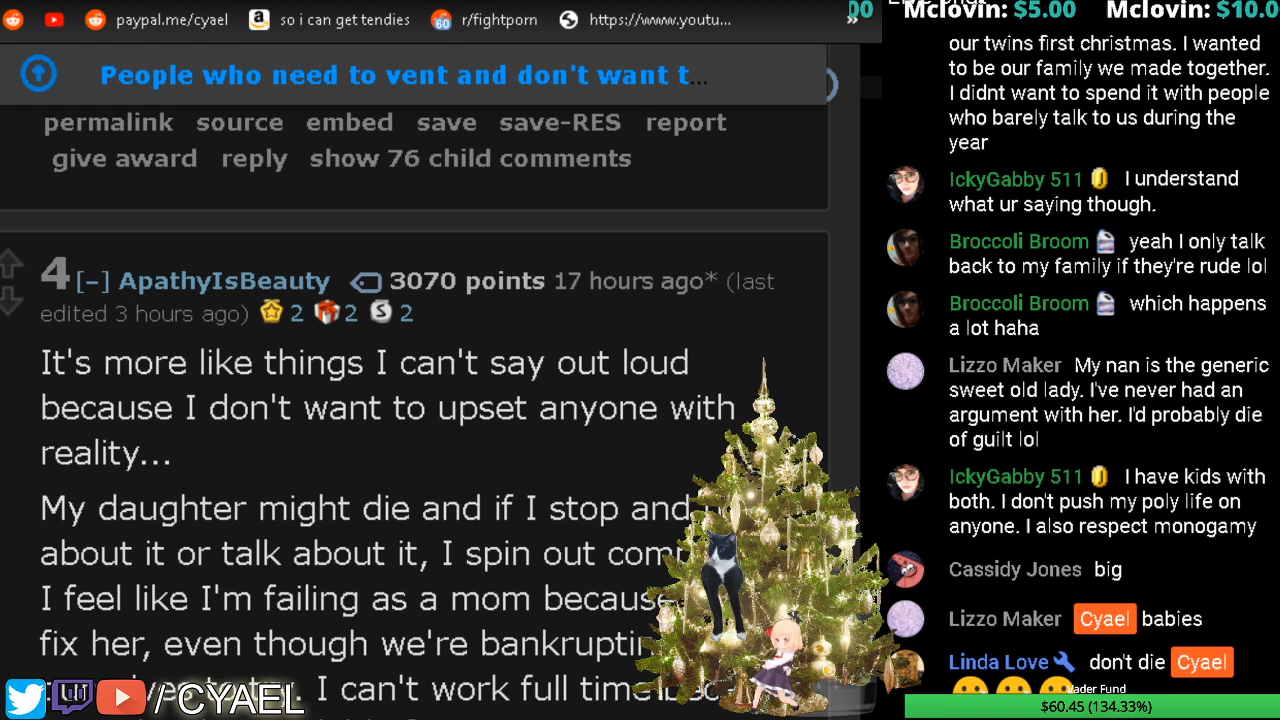 paypal.me/cyael so i can get tendies r/fightporn https://www.youtu... »
People who need to vent and don't want t...
permalink source embed save save-RES report
give award reply show 76 child comments
4 [–] ApathyIsBeauty 3070 points 17 hours ago* (last
edited 3 hours ago) 2 2 2
It's more like things I can't say out loud
because I don't want to upset anyone with
reality...
My daughter might die and if I stop and
about it or talk about it, I spin out
I feel like I'm failing as a mom because
fix her, even though we're
I can't work full time
/CYAEL
00 Mclovin: $5.00 Mclovin: $10.0
our twins first christmas. I wanted
to be our family we made together.
I didnt want to spend it with people
who barely talk to us during the
year
IckyGabby 511 I understand
what ur saying though.
Broccoli Broom yeah I only talk
back to my family if they're rude lol
Broccoli Broom which happens
a lot haha
Lizzo Maker My nan is the generic
sweet old lady. I've never had an
argument with her. I'd probably die
of guilt lol
IckyGabby 511 I have kids with
both. I don't push my poly life on
anyone. I also respect monogamy
Cassidy Jones big
Lizzo Maker Cyael babies
Linda Love don't die Cyael
Vader Fund
$60.45 (134.33%)